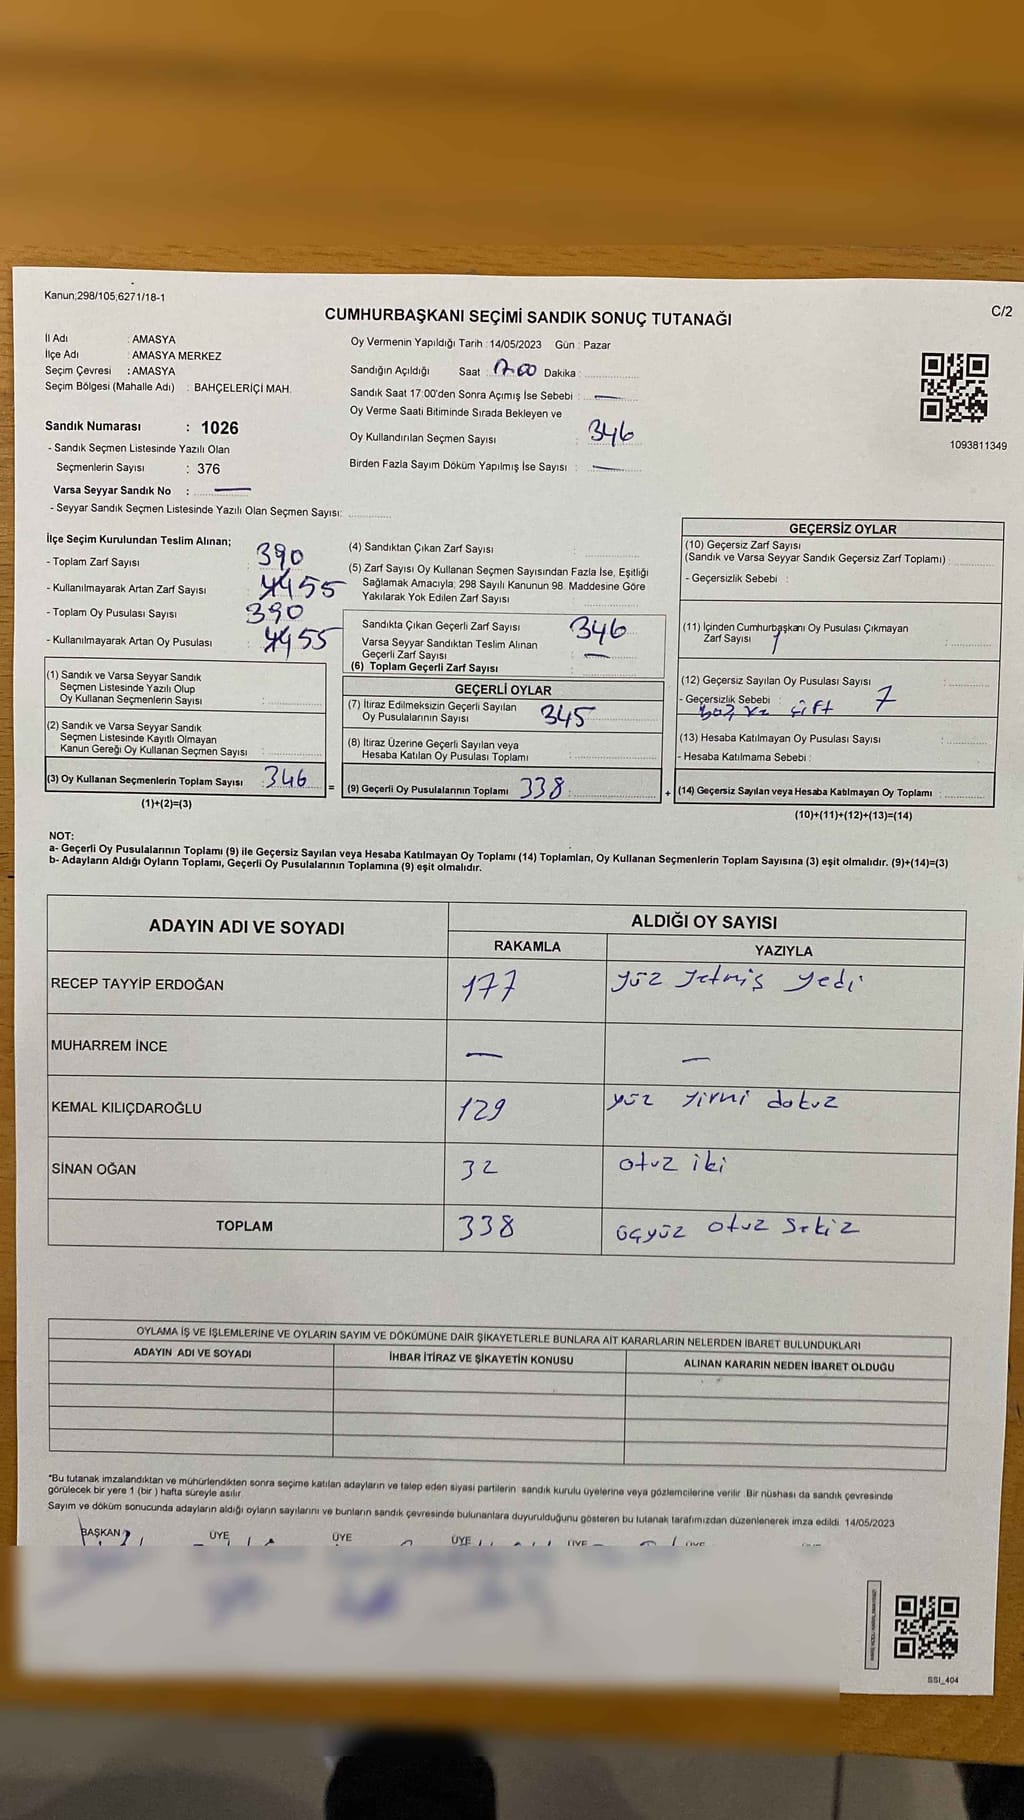 Kanun;298/105,6271/18-1
C/2
CUMHURBAŞKANI SEÇİMİ SANDIK SONUÇ TUTANAĞI
İl Adı : AMASYA
İlçe Adı : AMASYA MERKEZ
Seçim Çevresi : AMASYA
Seçim Bölgesi (Mahalle Adı) : BAHÇELERİÇİ MAH.
Sandık Numarası : 1026
- Sandık Seçmen Listesinde Yazılı Olan
Seçmenlerin Sayısı : 376
Varsa Seyyar Sandık No : —
- Seyyar Sandık Seçmen Listesinde Yazılı Olan Seçmen Sayısı:
Oy Vermenin Yapıldığı Tarih : 14/05/2023 Gün : Pazar
Sandığın Açıldığı Saat : 17:00 Dakika :
Sandık Saat 17:00'den Sonra Açımış İse Sebebi : —
Oy Verme Saati Bitiminde Sırada Bekleyen ve
Oy Kullandırılan Seçmen Sayısı : 346
Birden Fazla Sayım Döküm Yapılmış İse Sayısı : —
1093811349
İlçe Seçim Kurulundan Teslim Alınan;
- Toplam Zarf Sayısı : 390
- Kullanılmayarak Artan Zarf Sayısı : 55
- Toplam Oy Pusulası Sayısı : 390
- Kullanılmayarak Artan Oy Pusulası : 55
(1) Sandık ve Varsa Seyyar Sandık
Seçmen Listesinde Yazılı Olup
Oy Kullanan Seçmenlerin Sayısı :
(2) Sandık ve Varsa Seyyar Sandık
Seçmen Listesinde Kayıtlı Olmayan
Kanun Gereği Oy Kullanan Seçmen Sayısı :
(3) Oy Kullanan Seçmenlerin Toplam Sayısı : 346
(1)+(2)=(3)
=
(4) Sandıktan Çıkan Zarf Sayısı :
(5) Zarf Sayısı Oy Kullanan Seçmen Sayısından Fazla İse, Eşitliği
Sağlamak Amacıyla; 298 Sayılı Kanunun 98. Maddesine Göre
Yakılarak Yok Edilen Zarf Sayısı :
Sandıkta Çıkan Geçerli Zarf Sayısı : 346
Varsa Seyyar Sandıktan Teslim Alınan
Geçerli Zarf Sayısı : —
(6) Toplam Geçerli Zarf Sayısı :
GEÇERLİ OYLAR
(7) İtiraz Edilmeksizin Geçerli Sayılan
Oy Pusulalarının Sayısı : 345
(8) İtiraz Üzerine Geçerli Sayılan veya
Hesaba Katılan Oy Pusulası Toplamı :
(9) Geçerli Oy Pusulalarının Toplamı : 338
+
GEÇERSİZ OYLAR
(10) Geçersiz Zarf Sayısı
(Sandık ve Varsa Seyyar Sandık Geçersiz Zarf Toplamı) :
- Geçersizlik Sebebi :
(11) İçinden Cumhurbaşkanı Oy Pusulası Çıkmayan
Zarf Sayısı : 1
(12) Geçersiz Sayılan Oy Pusulası Sayısı :
- Geçersizlik Sebebi : boş ve çift 7
(13) Hesaba Katılmayan Oy Pusulası Sayısı :
- Hesaba Katılmama Sebebi :
(14) Geçersiz Sayılan veya Hesaba Katılmayan Oy Toplamı :
(10)+(11)+(12)+(13)=(14)
NOT:
a- Geçerli Oy Pusulalarının Toplamı (9) ile Geçersiz Sayılan veya Hesaba Katılmayan Oy Toplamı (14) Toplamları, Oy Kullanan Seçmenlerin Toplam Sayısına (3) eşit olmalıdır. (9)+(14)=(3)
b- Adayların Aldığı Oyların Toplamı, Geçerli Oy Pusulalarının Toplamına (9) eşit olmalıdır.
ADAYIN ADI VE SOYADI
ALDIĞI OY SAYISI
RAKAMLA YAZIYLA
RECEP TAYYİP ERDOĞAN 177 yüz yetmiş yedi
MUHARREM İNCE — —
KEMAL KILIÇDAROĞLU 129 yüz yirmi dokuz
SİNAN OĞAN 32 otuz iki
TOPLAM 338 üçyüz otuz sekiz
OYLAMA İŞ VE İŞLEMLERİNE VE OYLARIN SAYIM VE DÖKÜMÜNE DAİR ŞİKAYETLERLE BUNLARA AİT KARARLARIN NELERDEN İBARET BULUNDUKLARI
ADAYIN ADI VE SOYADI İHBAR İTİRAZ VE ŞİKAYETİN KONUSU ALINAN KARARIN NEDEN İBARET OLDUĞU
*Bu tutanak imzalandıktan ve mühürlendikten sonra seçime katılan adayların ve talep eden siyasi partilerin sandık kurulu üyelerine veya gözlemcilerine verilir. Bir nüshası da sandık çevresinde
görülecek bir yere 1 (bir ) hafta süreyle asılır.
Sayım ve döküm sonucunda adayların aldığı oyların sayılarını ve bunların sandık çevresinde bulunanlara duyurulduğunu gösteren bu tutanak tarafımızdan düzenlenerek imza edildi. 14/05/2023
BAŞKAN ÜYE ÜYE ÜYE ÜYE ÜYE
SSI_404